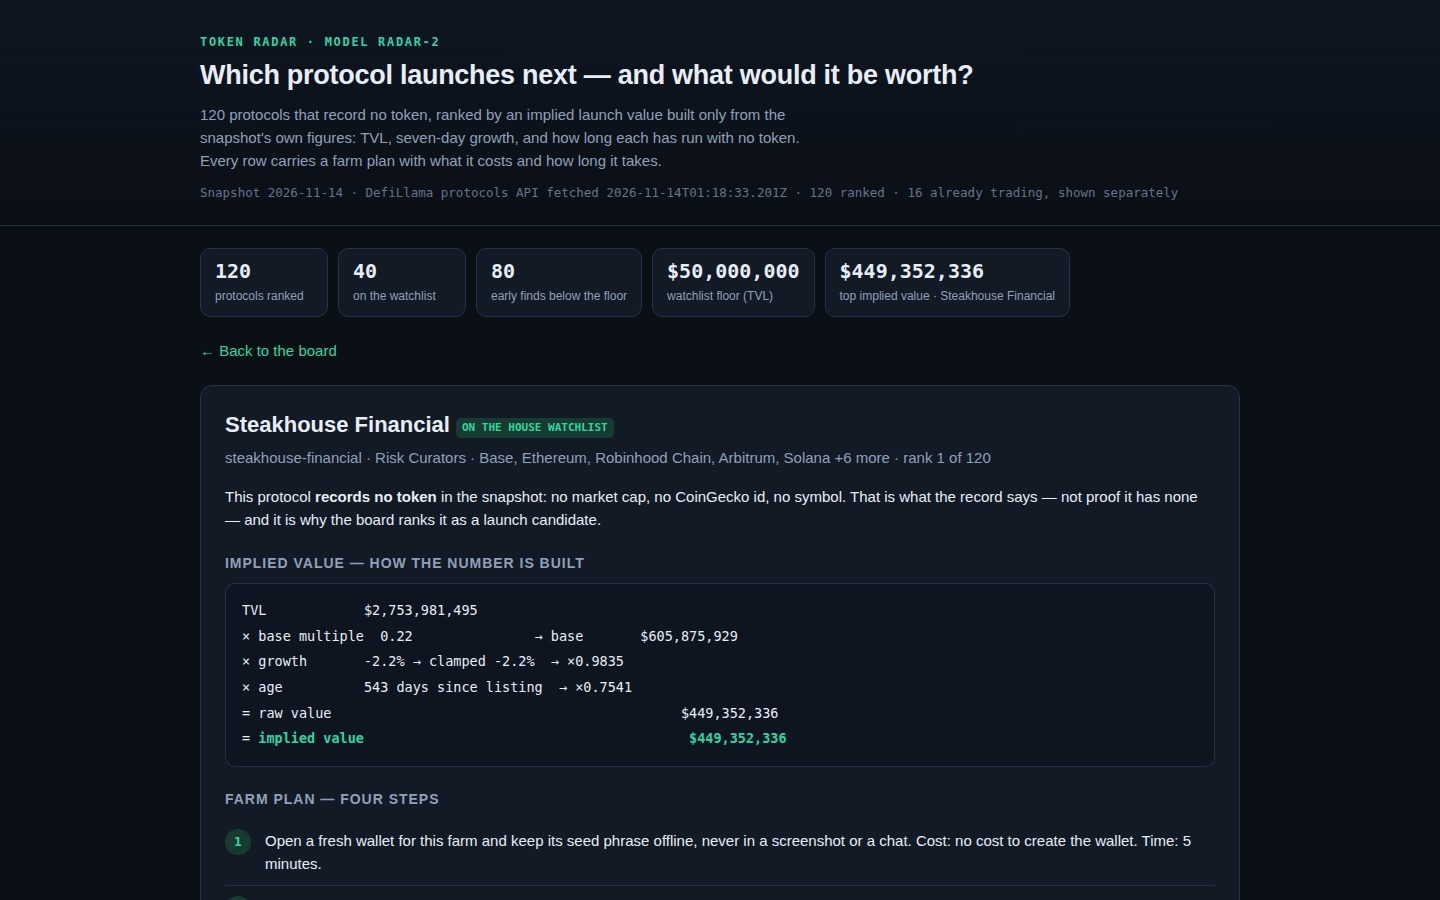 TOKEN RADAR · MODEL RADAR-2
Which protocol launches next — and what would it be worth?
120 protocols that record no token, ranked by an implied launch value built only from the
snapshot's own figures: TVL, seven-day growth, and how long each has run with no token.
Every row carries a farm plan with what it costs and how long it takes.
Snapshot 2026-11-14 · DefiLlama protocols API fetched 2026-11-14T01:18:33.201Z · 120 ranked · 16 already trading, shown separately
120
protocols ranked
40
on the watchlist
80
early finds below the floor
$50,000,000
watchlist floor (TVL)
$449,352,336
top implied value · Steakhouse Financial
← Back to the board
Steakhouse Financial ON THE HOUSE WATCHLIST
steakhouse-financial · Risk Curators · Base, Ethereum, Robinhood Chain, Arbitrum, Solana +6 more · rank 1 of 120
This protocol records no token in the snapshot: no market cap, no CoinGecko id, no symbol. That is what the record says — not proof it has none
— and it is why the board ranks it as a launch candidate.
IMPLIED VALUE — HOW THE NUMBER IS BUILT
TVL $2,753,981,495
× base multiple 0.22 → base $605,875,929
× growth -2.2% → clamped -2.2% → ×0.9835
× age 543 days since listing → ×0.7541
= raw value $449,352,336
= implied value $449,352,336
FARM PLAN — FOUR STEPS
1 Open a fresh wallet for this farm and keep its seed phrase offline, never in a screenshot or a chat. Cost: no cost to create the wallet. Time: 5
minutes.